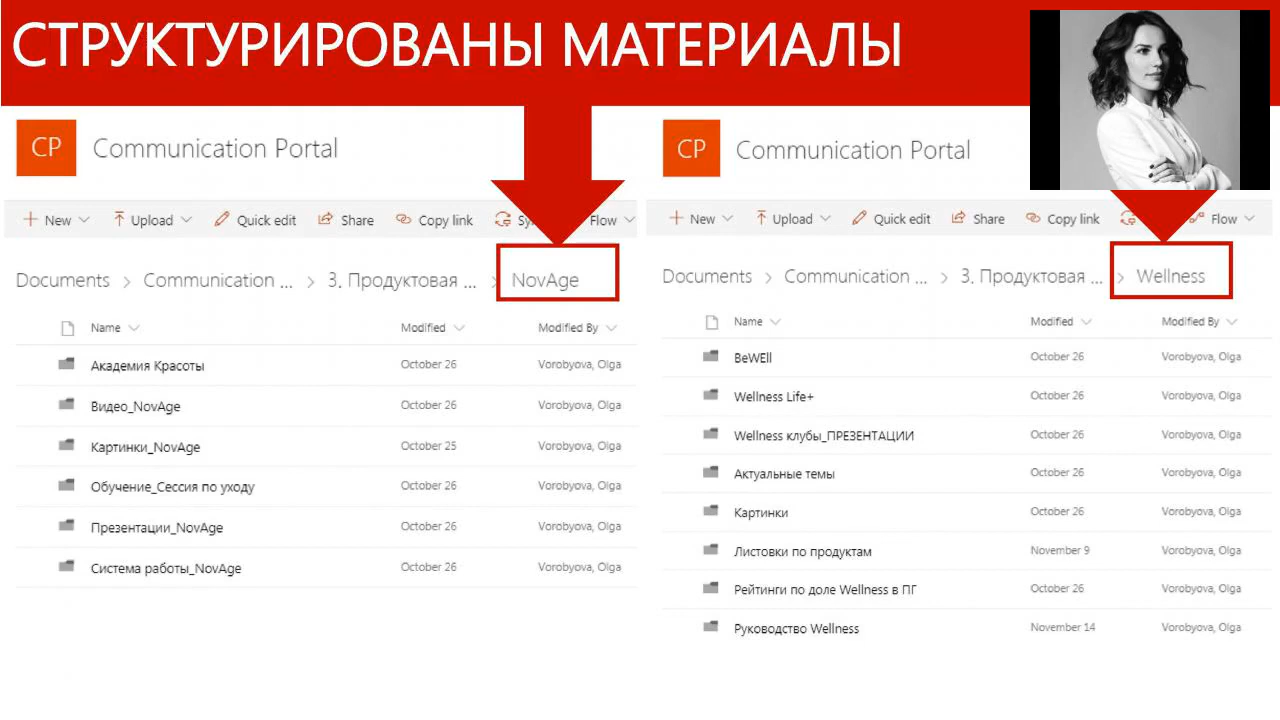 СТРУКТУРИРОВАНЫ МАТЕРИАЛЫ
CP Communication Portal
New Upload Quick edit Share Copy link Flow
Documents > Communication ... > 3. Продуктовая ... > NovAge
Name Modified Modified By
Академия Красоты October 26 Vorobyova, Olga
Видео_NovAge October 26 Vorobyova, Olga
Картинки_NovAge October 25 Vorobyova, Olga
Обучение_Сессия по уходу October 26 Vorobyova, Olga
Презентации_NovAge October 26 Vorobyova, Olga
Система работы_NovAge October 26 Vorobyova, Olga
CP Communication Portal
New Upload Quick edit Share Copy link Flow
Documents > Communication ... > 3. Продуктовая ... > Wellness
Name Modified Modified By
BeWEll October 26 Vorobyova, Olga
Wellness Life+ October 26 Vorobyova, Olga
Wellness клубы_ПРЕЗЕНТАЦИИ October 26 Vorobyova, Olga
Актуальные темы October 26 Vorobyova, Olga
Картинки October 26 Vorobyova, Olga
Листовки по продуктам November 9 Vorobyova, Olga
Рейтинги по доле Wellness в ПГ October 26 Vorobyova, Olga
Руководство Wellness November 14 Vorobyova, Olga